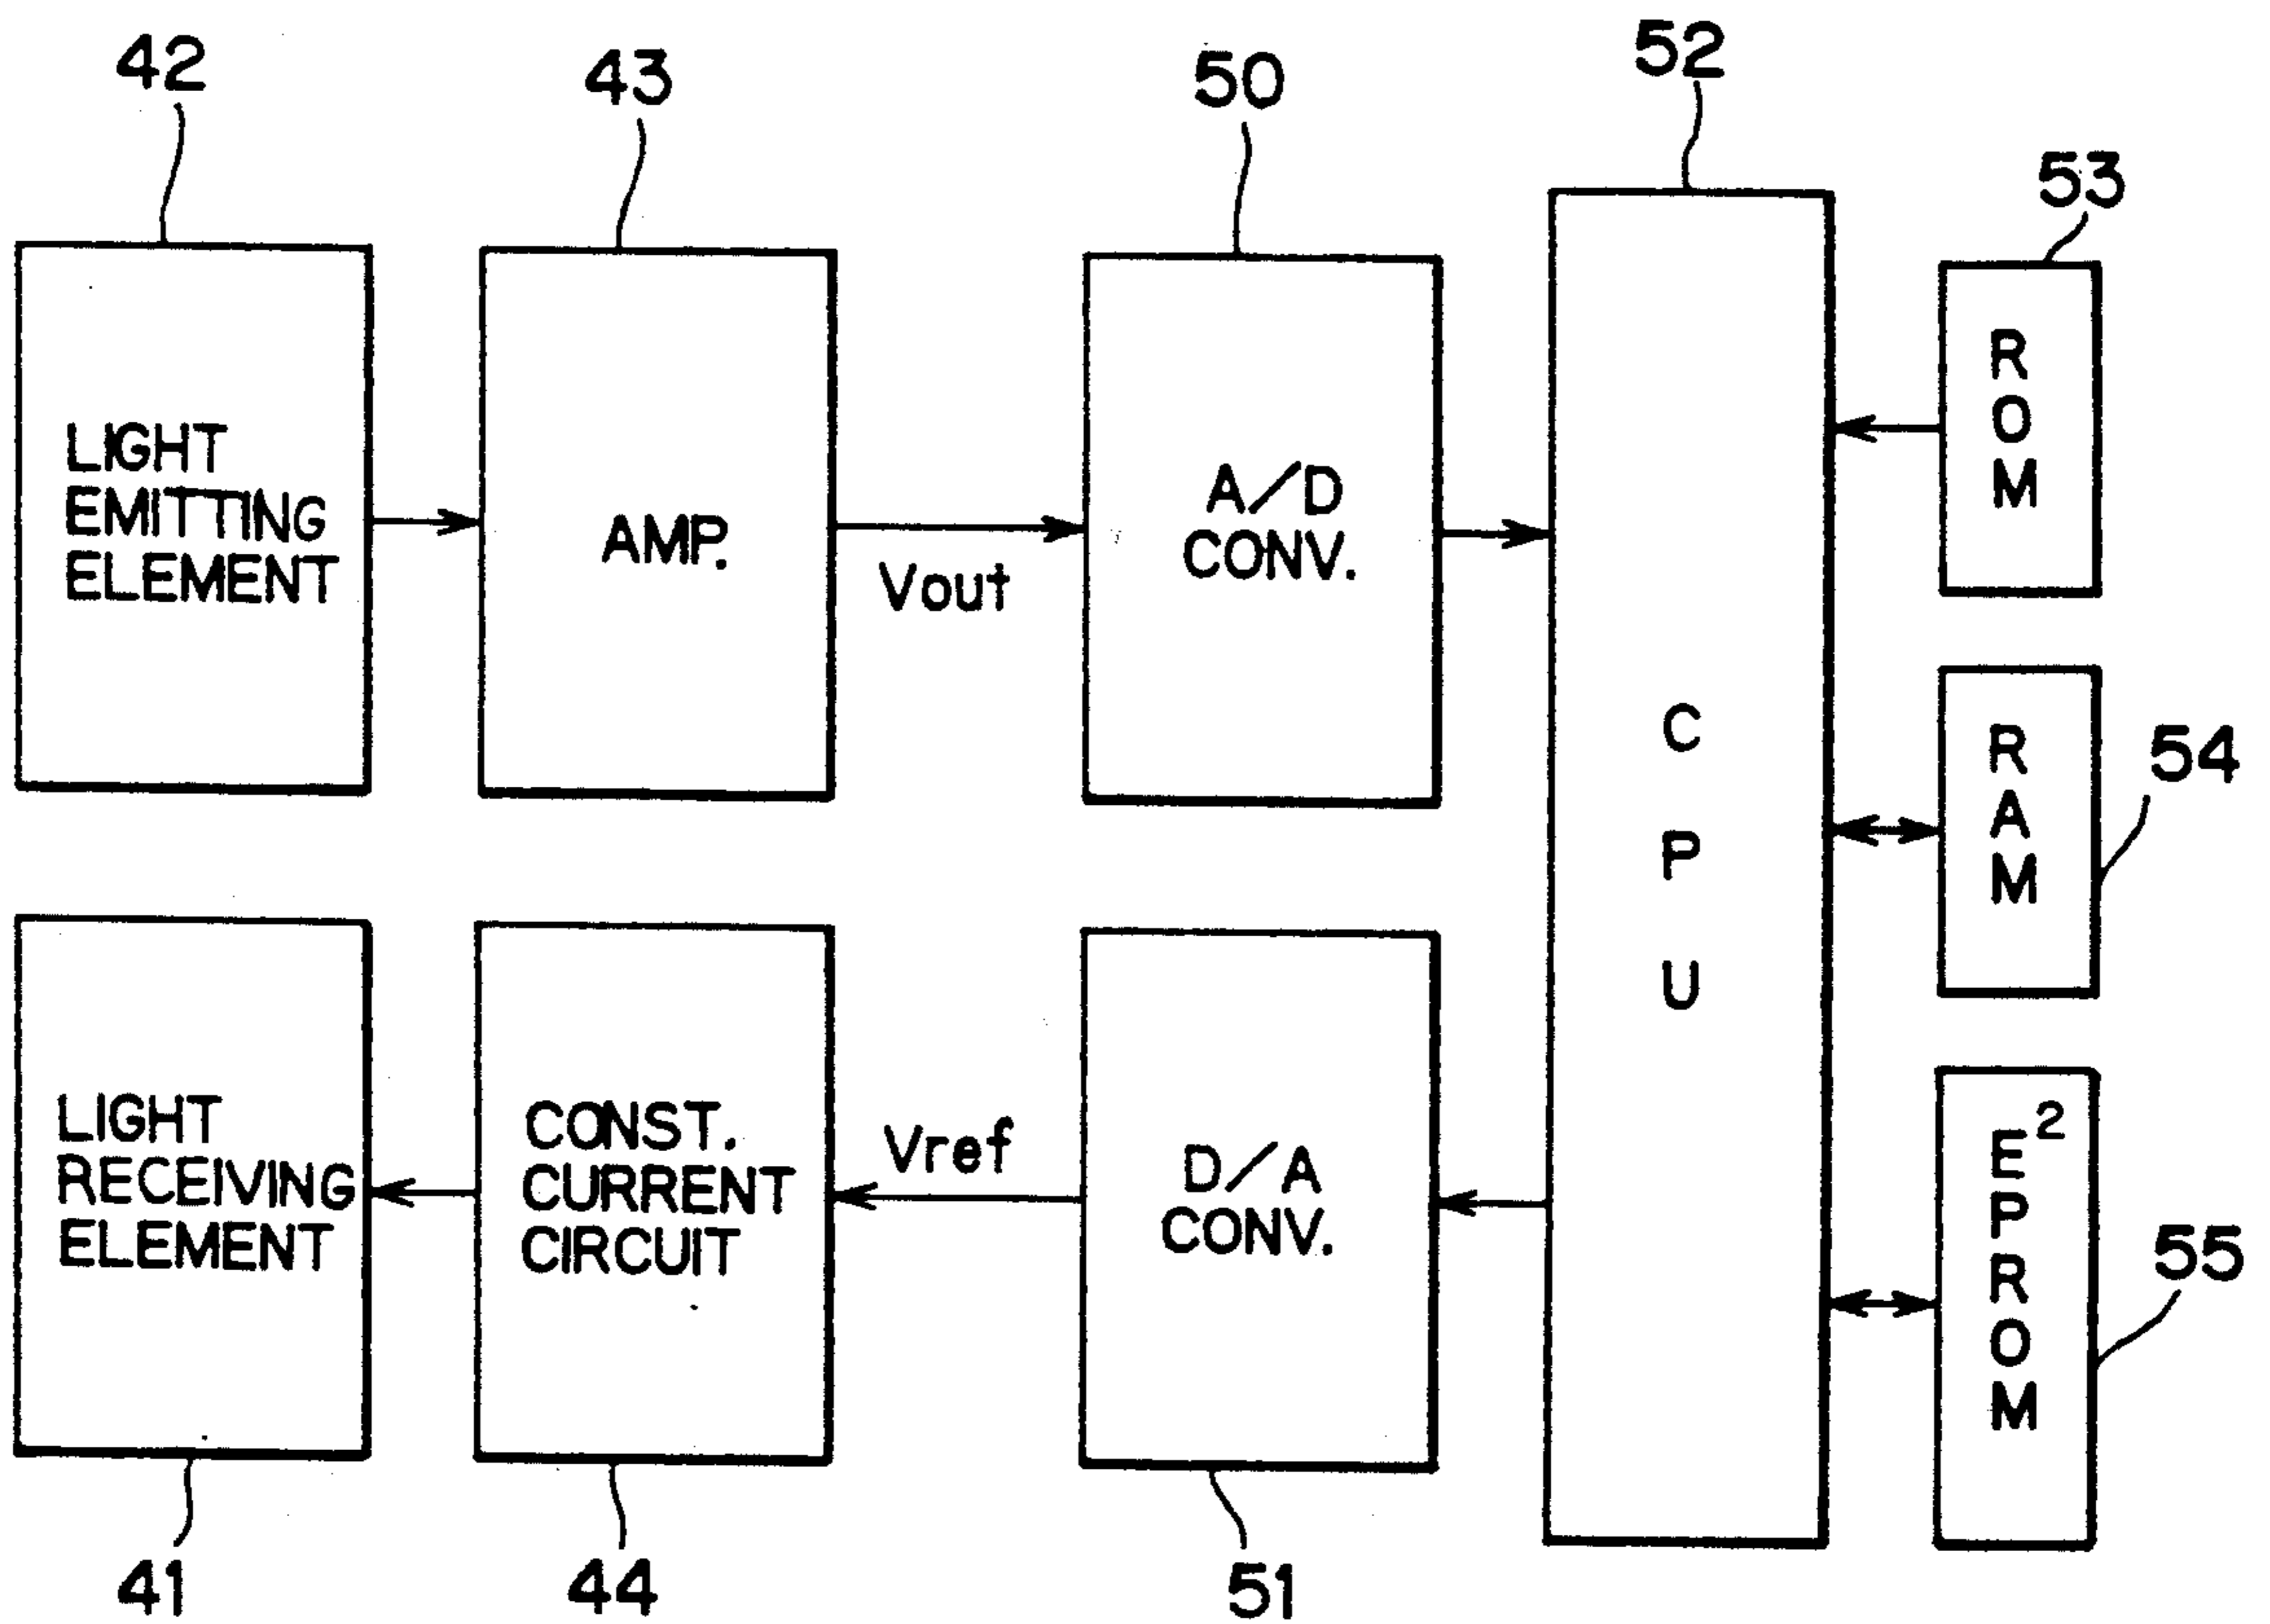 42
43
50
52
53
LIGHT
EMITTING
ELEMENT
AMP.
Vout
A/D
CONV.
C
P
U
R
O
M
R
A
M
54
LIGHT
RECEIVING
ELEMENT
CONST.
CURRENT
CIRCUIT
Vref
D/A
CONV.
E²
P
R
O
M
55
41
44
51